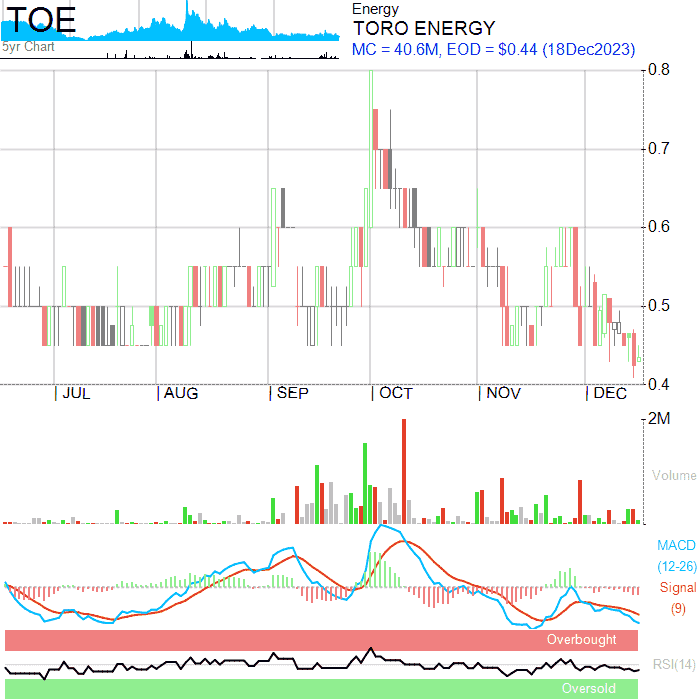 TOE
5yr Chart
Energy
TORO ENERGY
MC = 40.6M, EOD = $0.44 (18Dec2023)
0.8
0.7
0.6
0.5
0.4
JUL AUG SEP OCT NOV DEC
2M
Volume
MACD
(12-26)
Signal
(9)
Overbought
RSI(14)
Oversold